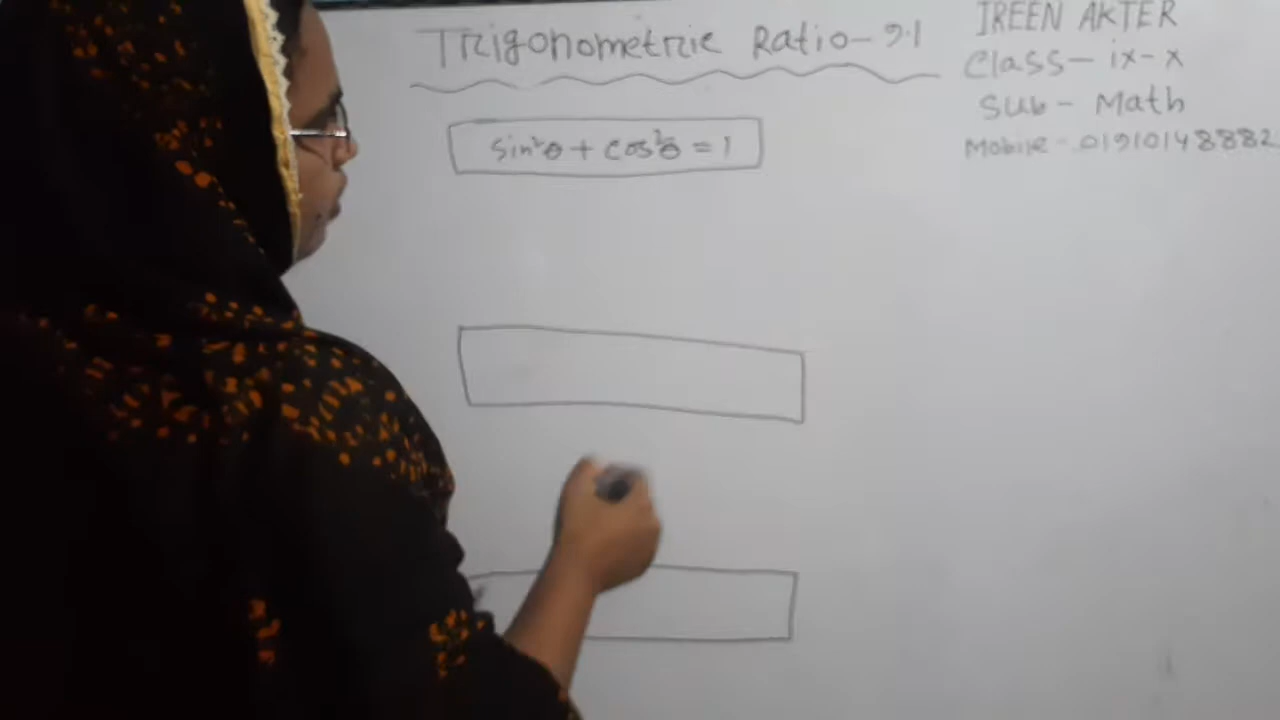 Trigonometric Ratio-9.1
sin²θ + cos²θ = 1
IREEN AKTER
Class- ix-x
Sub - Math
Mobile - 01910148882